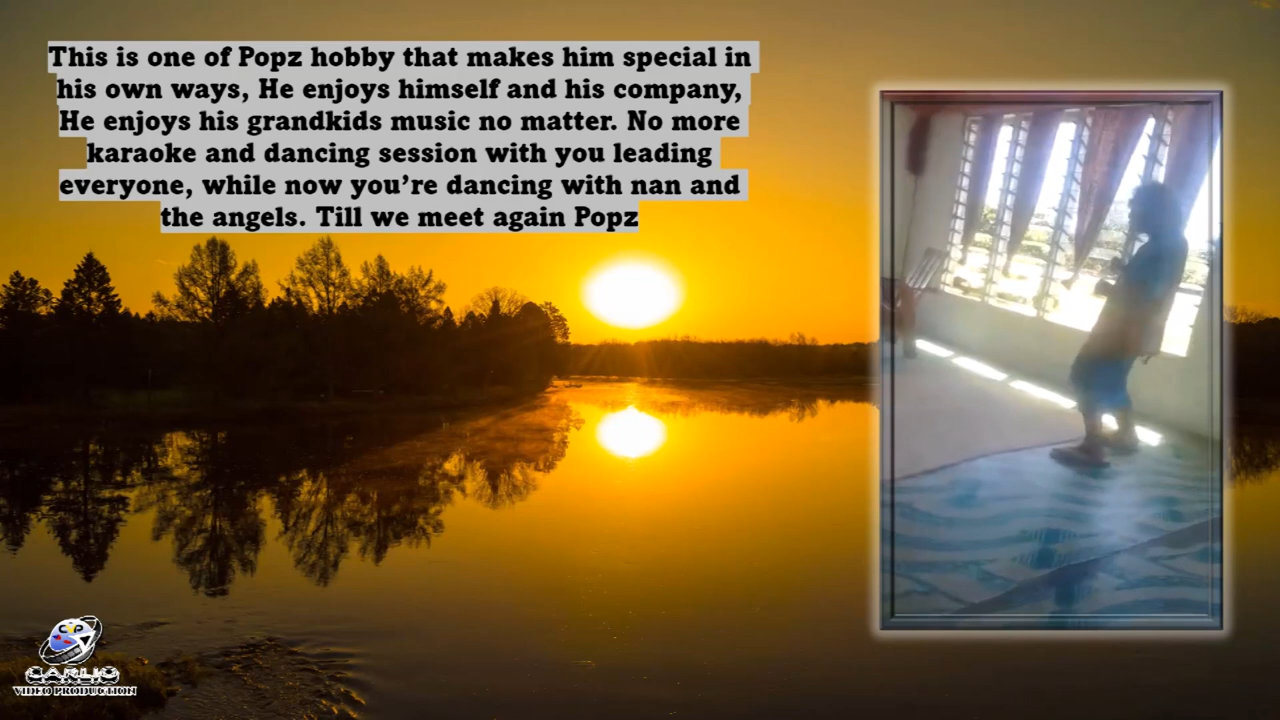 This is one of Popz hobby that makes him special in
his own ways, He enjoys himself and his company,
He enjoys his grandkids music no matter. No more
karaoke and dancing session with you leading
everyone, while now you’re dancing with nan and
the angels. Till we meet again Popz
CVP
CARLJO
VIDEO PRODUCTION